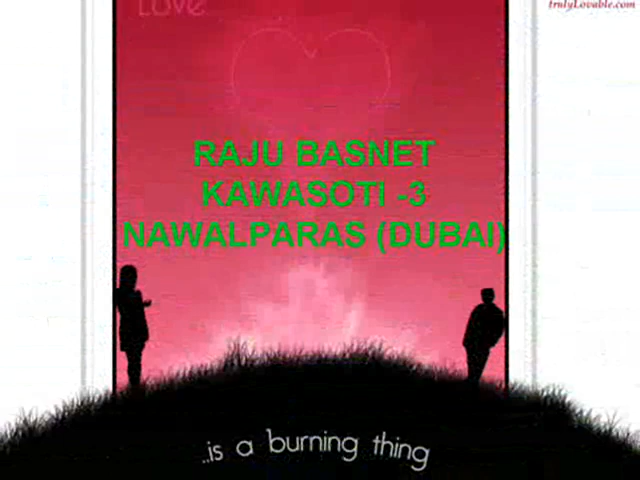 Love
trulyLovable.com
RAJU BASNET
KAWASOTI -3
NAWALPARAS (DUBAI)
..is a burning thing